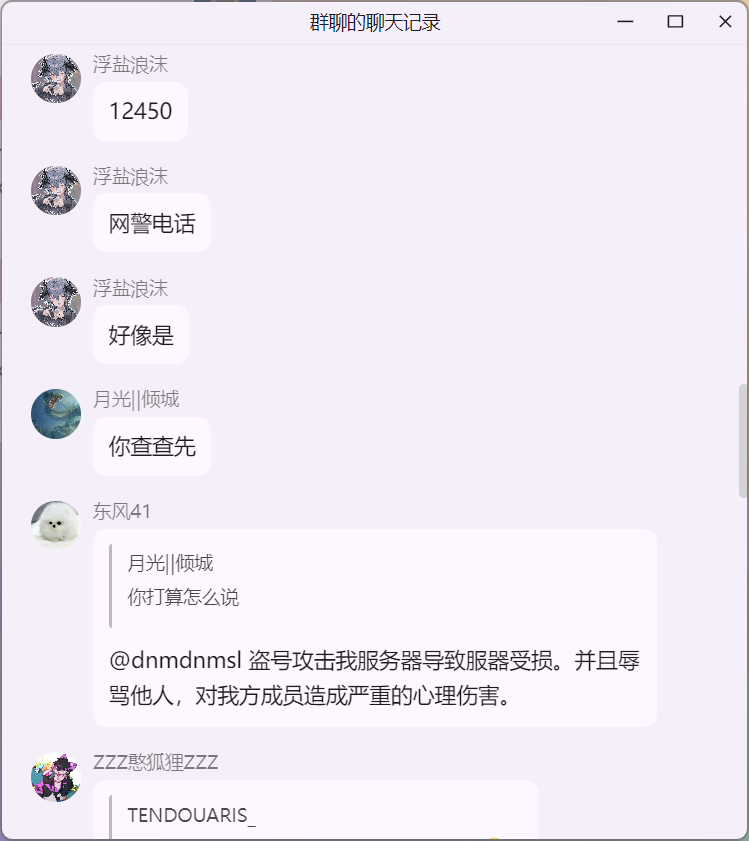 群聊的聊天记录
浮盐浪沫
12450
浮盐浪沫
网警电话
浮盐浪沫
好像是
月光||倾城
你查查先
东风41
月光||倾城
你打算怎么说
@dnmdnmsl 盗号攻击我服务器导致服器受损。并且辱
骂他人，对我方成员造成严重的心理伤害。
ZZZ憨狐狸ZZZ
TENDOUARIS_